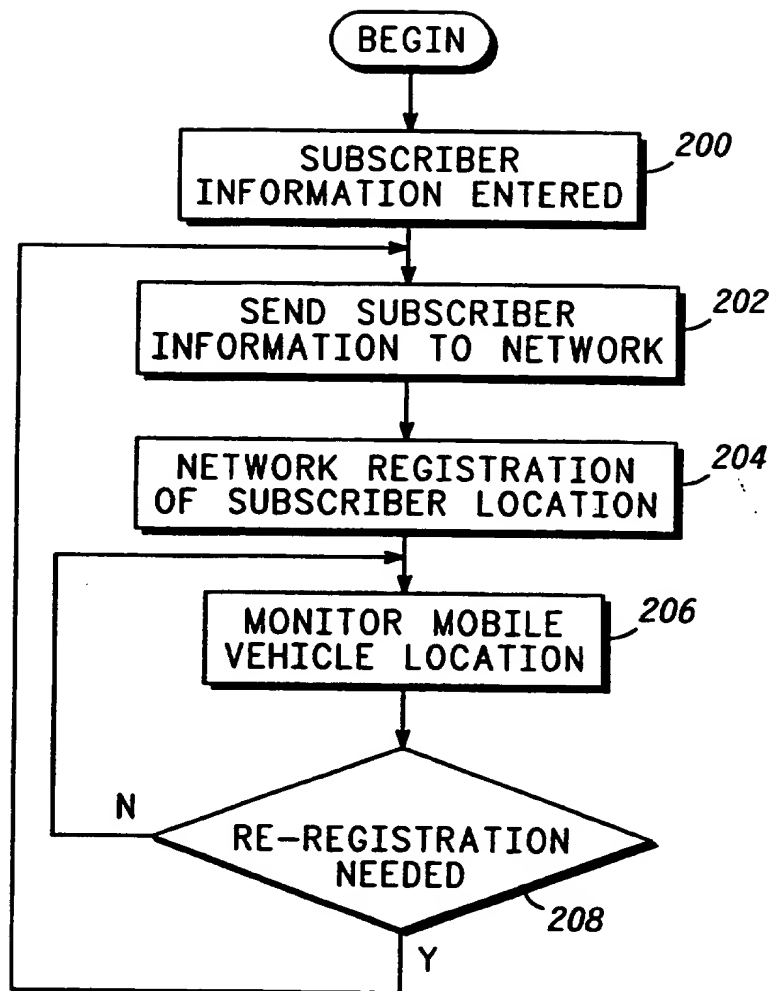 BEGIN
SUBSCRIBER
INFORMATION ENTERED
200
SEND SUBSCRIBER
INFORMATION TO NETWORK
202
NETWORK REGISTRATION
OF SUBSCRIBER LOCATION
204
MONITOR MOBILE
VEHICLE LOCATION
206
N
RE-REGISTRATION
NEEDED
208
Y